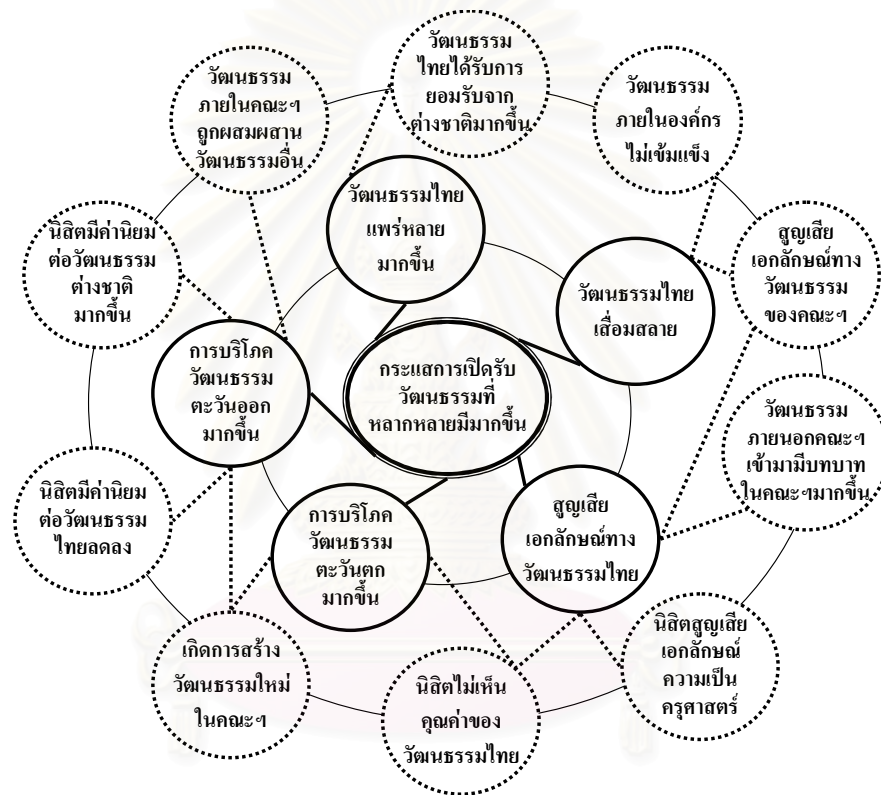 วัฒนธรรม
ไทยได้รับการ
ยอมรับจาก
ต่างชาติมากขึ้น
วัฒนธรรม
ภายในคณะฯ
ถูกผสมผสาน
วัฒนธรรมอื่น
วัฒนธรรม
ภายในองค์กร
ไม่เข้มแข็ง
วัฒนธรรมไทย
แพร่หลาย
มากขึ้น
นิสิตมีค่านิยม
ต่อวัฒนธรรม
ต่างชาติ
มากขึ้น
สูญเสีย
เอกลักษณ์ทาง
วัฒนธรรม
ของคณะฯ
วัฒนธรรมไทย
เสื่อมสลาย
การบริโภค
วัฒนธรรม
ตะวันออก
มากขึ้น
กระแสการเปิดรับ
วัฒนธรรมที่
หลากหลายมีมากขึ้น
วัฒนธรรม
ภายนอกคณะฯ
เข้ามามีบทบาท
ในคณะฯมากขึ้น
นิสิตมีค่านิยม
ต่อวัฒนธรรม
ไทยลดลง
การบริโภค
วัฒนธรรม
ตะวันตก
มากขึ้น
สูญเสีย
เอกลักษณ์ทาง
วัฒนธรรมไทย
เกิดการสร้าง
วัฒนธรรมใหม่
ในคณะฯ
นิสิตไม่เห็น
คุณค่าของ
วัฒนธรรมไทย
นิสิตสูญเสีย
เอกลักษณ์
ความเป็น
ครุศาสตร์